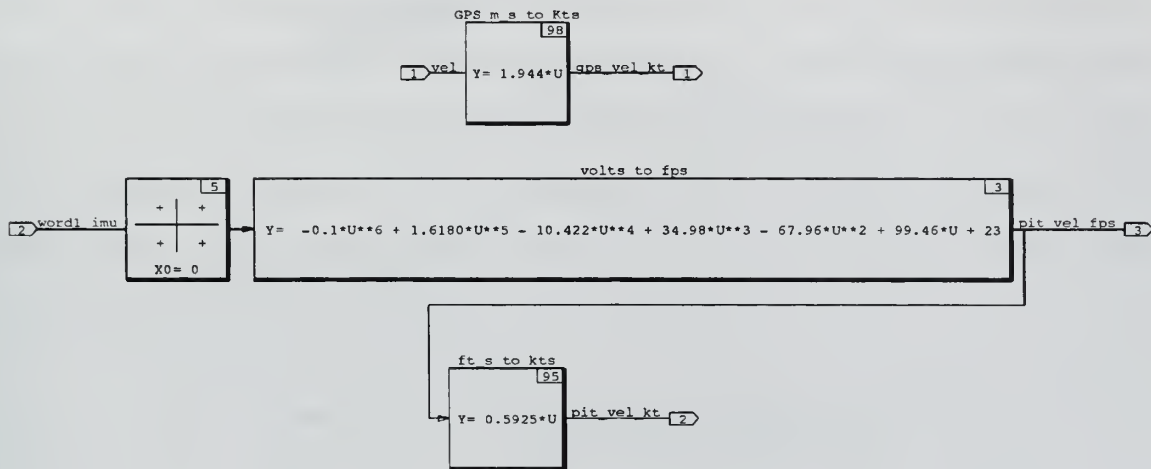 GPS m s to Kts
98
1 vel Y= 1.944*U gps vel kt 1
volts to fps
5
3
+ +
2 word1 imu
+ +
X0= 0
Y= -0.1*U**6 + 1.6180*U**5 - 10.422*U**4 + 34.98*U**3 - 67.96*U**2 + 99.46*U + 23
pit vel fps 3
ft s to kts
95
Y= 0.5925*U pit vel kt 2